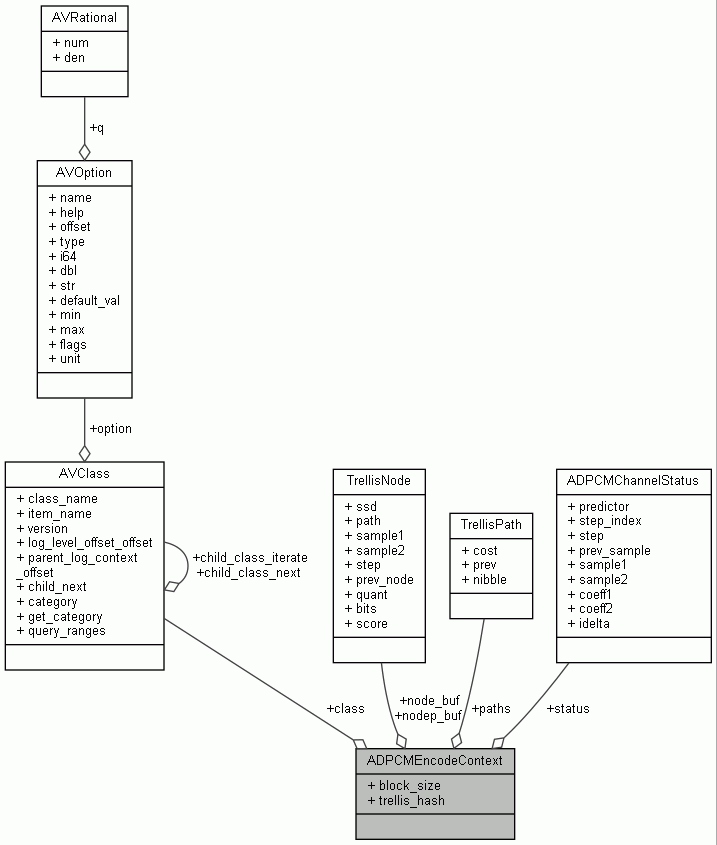 AVRational
+ num
+ den
+q
AVOption
+ name
+ help
+ offset
+ type
+ i64
+ dbl
+ str
+ default_val
+ min
+ max
+ flags
+ unit
+option
AVClass
+ class_name
+ item_name
+ version
+ log_level_offset_offset
+ parent_log_context
_offset
+ child_next
+ category
+ get_category
+ query_ranges
+child_class_iterate
+child_class_next
TrellisNode
+ ssd
+ path
+ sample1
+ sample2
+ step
+ prev_node
+ quant
+ bits
+ score
TrellisPath
+ cost
+ prev
+ nibble
ADPCMChannelStatus
+ predictor
+ step_index
+ step
+ prev_sample
+ sample1
+ sample2
+ coeff1
+ coeff2
+ idelta
+class
+node_buf
+nodep_buf
+paths
+status
ADPCMEncodeContext
+ block_size
+ trellis_hash